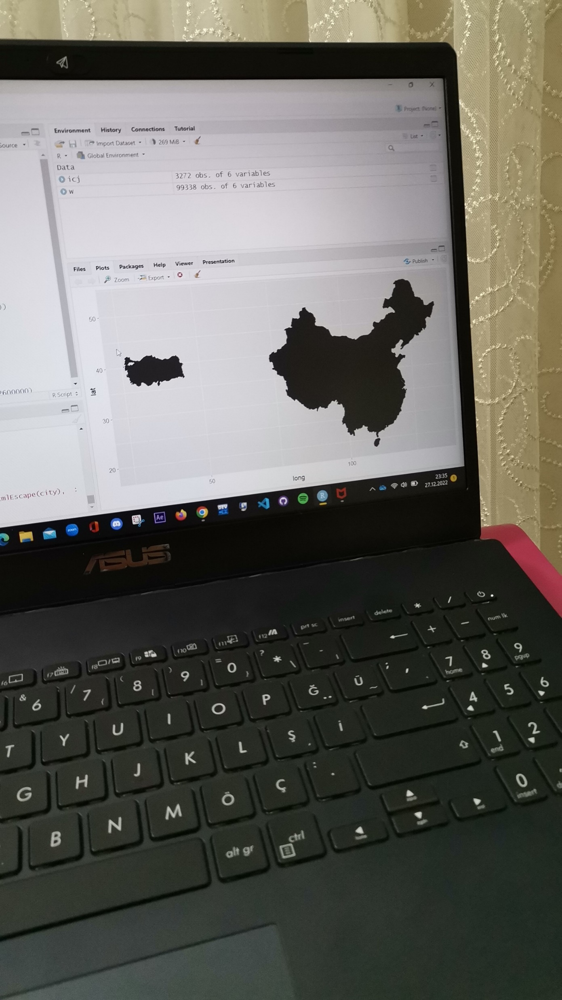 Project: (None)
Environment History Connections Tutorial
Source
Import Dataset 269 MiB List
R Global Environment
Data
icj 3272 obs. of 6 variables
w 99338 obs. of 6 variables
Files Plots Packages Help Viewer Presentation
Zoom Export Publish
))
50
40
lat
2600000)
R Script
30
20
50 100
long
mlEscape(city), :
23:35
27.12.2022
1
zoom Ae DEV R
ASUS
f6 f7 f8 f9 f10 f11 f12 prt sc insert delete * /
& 6 / 7 { ( 8 [ ) 9 ] = 0 } ? * \ - + - num lk
T Y U I O P Ğ ¨ Ü ~ ; , 7 home 8 9 pgup
G H J K L Ş İ 4 5 6
B N M Ö Ç : . 1 end 2
alt gr ctrl 0 insert